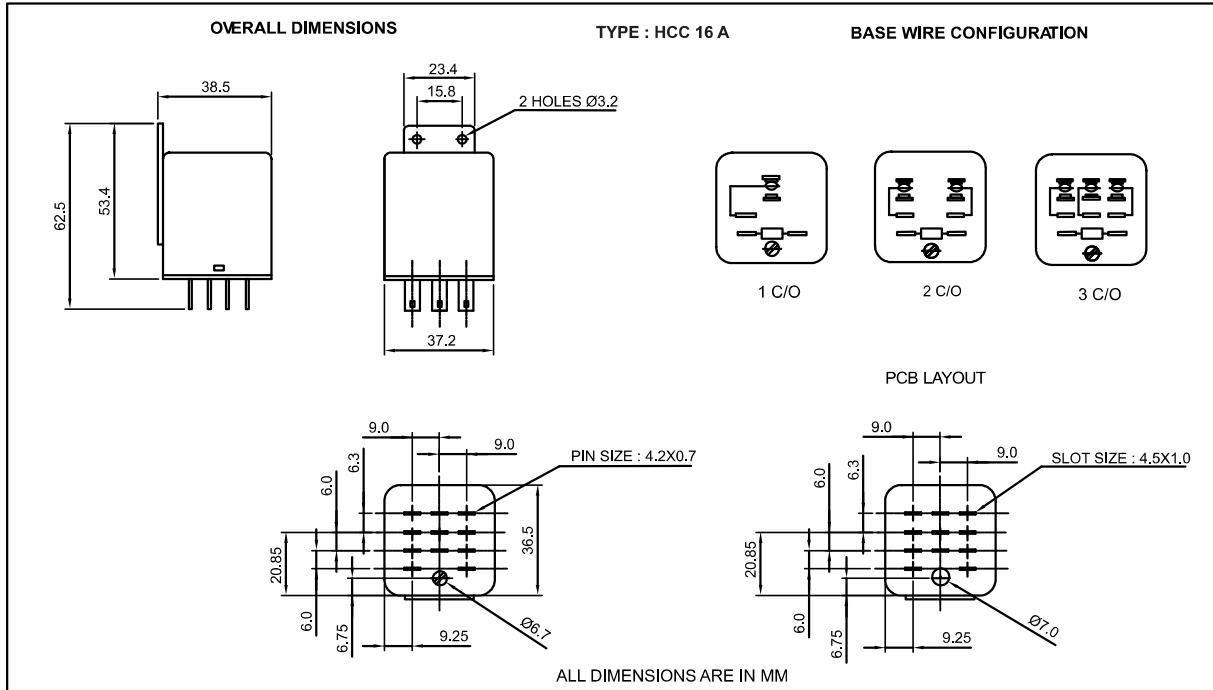 OVERALL DIMENSIONS
TYPE : HCC 16 A
BASE WIRE CONFIGURATION
38.5
62.5
53.4
23.4
15.8
2 HOLES Ø3.2
37.2
1 C/O
2 C/O
3 C/O
PCB LAYOUT
9.0
9.0
6.3
6.0
PIN SIZE : 4.2X0.7
20.85
36.5
6.0
6.75
9.25
Ø6.7
9.0
9.0
6.3
6.0
SLOT SIZE : 4.5X1.0
20.85
6.0
6.75
9.25
Ø7.0
ALL DIMENSIONS ARE IN MM